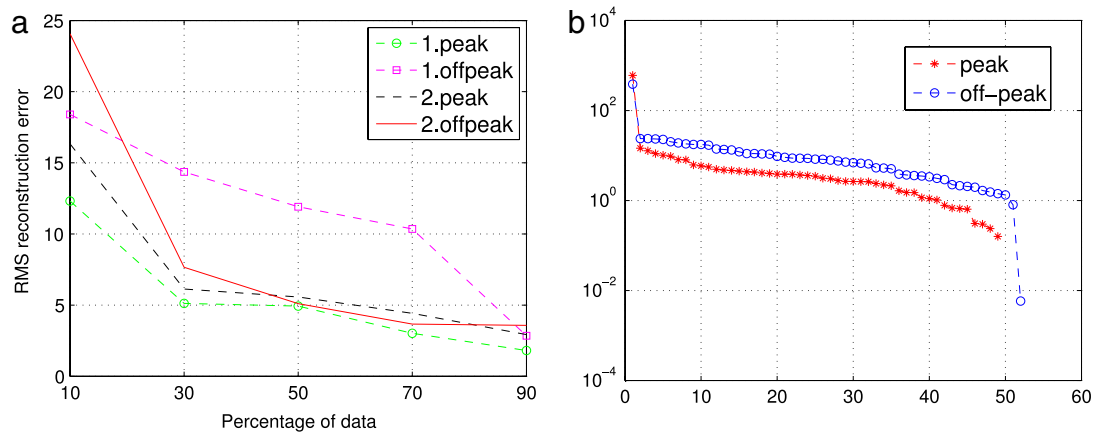 a
25
20
15
10
5
0
10
30
50
70
90
RMS reconstruction error
Percentage of data
1.peak
1.offpeak
2.peak
2.offpeak
b
10^4
10^2
10^0
10^−2
10^−4
0
10
20
30
40
50
60
peak
off−peak